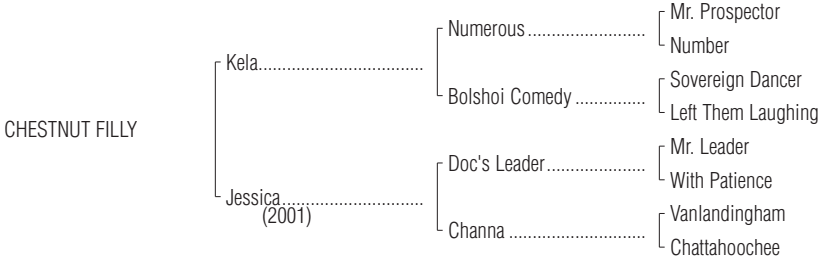 Mr. Prospector
Numerous........................
Number
Kela.................................
Sovereign Dancer
Bolshoi Comedy ..............
Left Them Laughing
CHESTNUT FILLY
Mr. Leader
Doc's Leader....................
With Patience
Jessica.............................
(2001)
Vanlandingham
Channa ............................
Chattahoochee